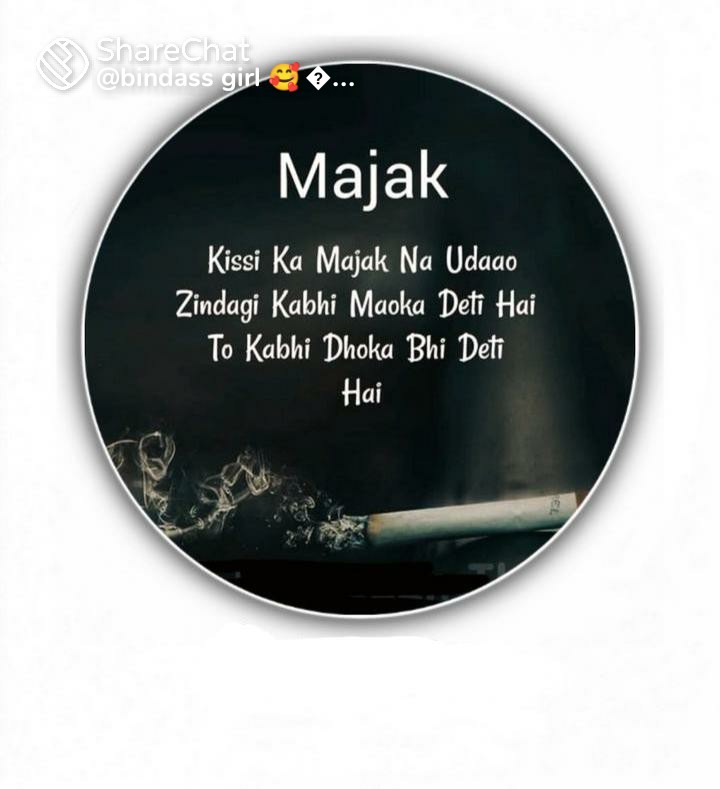 ShareChat
@bindass girl 🥰 �...
Majak
Kissi Ka Majak Na Udaao
Zindagi Kabhi Maoka Deti Hai
To Kabhi Dhoka Bhi Deti
Hai